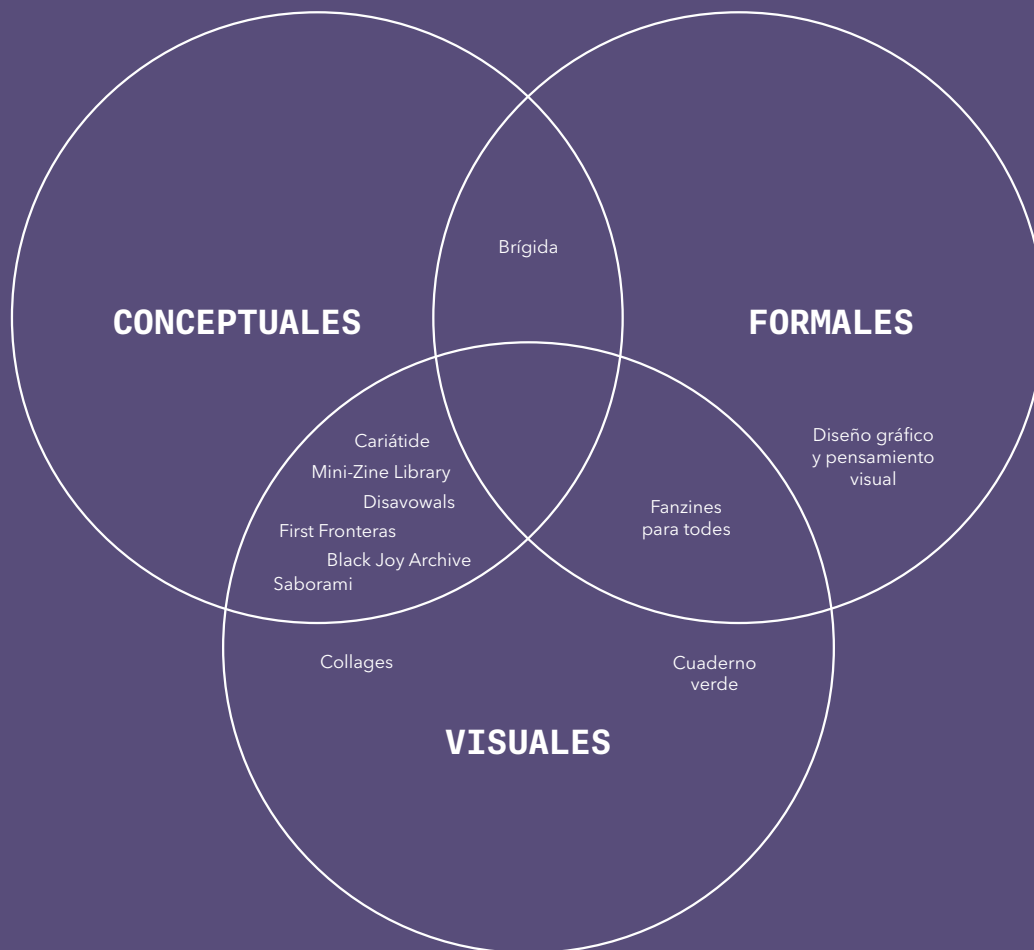 Brígida
CONCEPTUALES
FORMALES
Cariátide
Mini-Zine Library
Disavowals
First Fronteras
Black Joy Archive
Saborami
Diseño gráfico
y pensamiento
visual
Fanzines
para todes
Collages
Cuaderno
verde
VISUALES